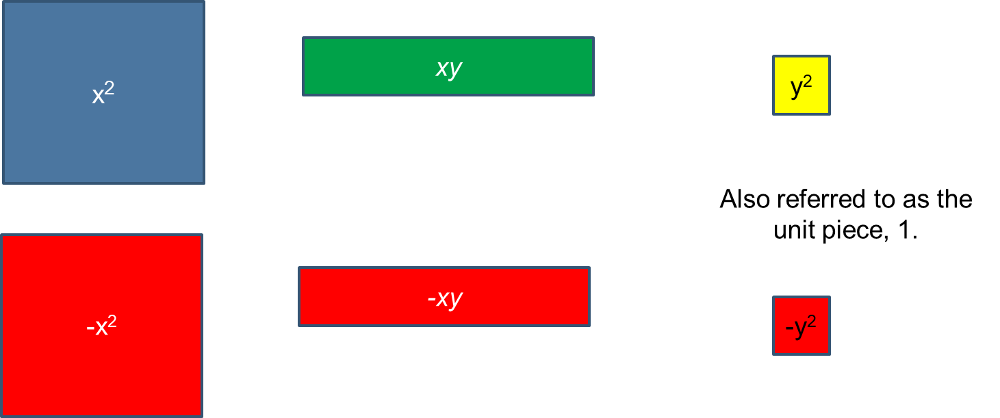 x²
xy
y²
Also referred to as the
unit piece, 1.
-x²
-xy
-y²